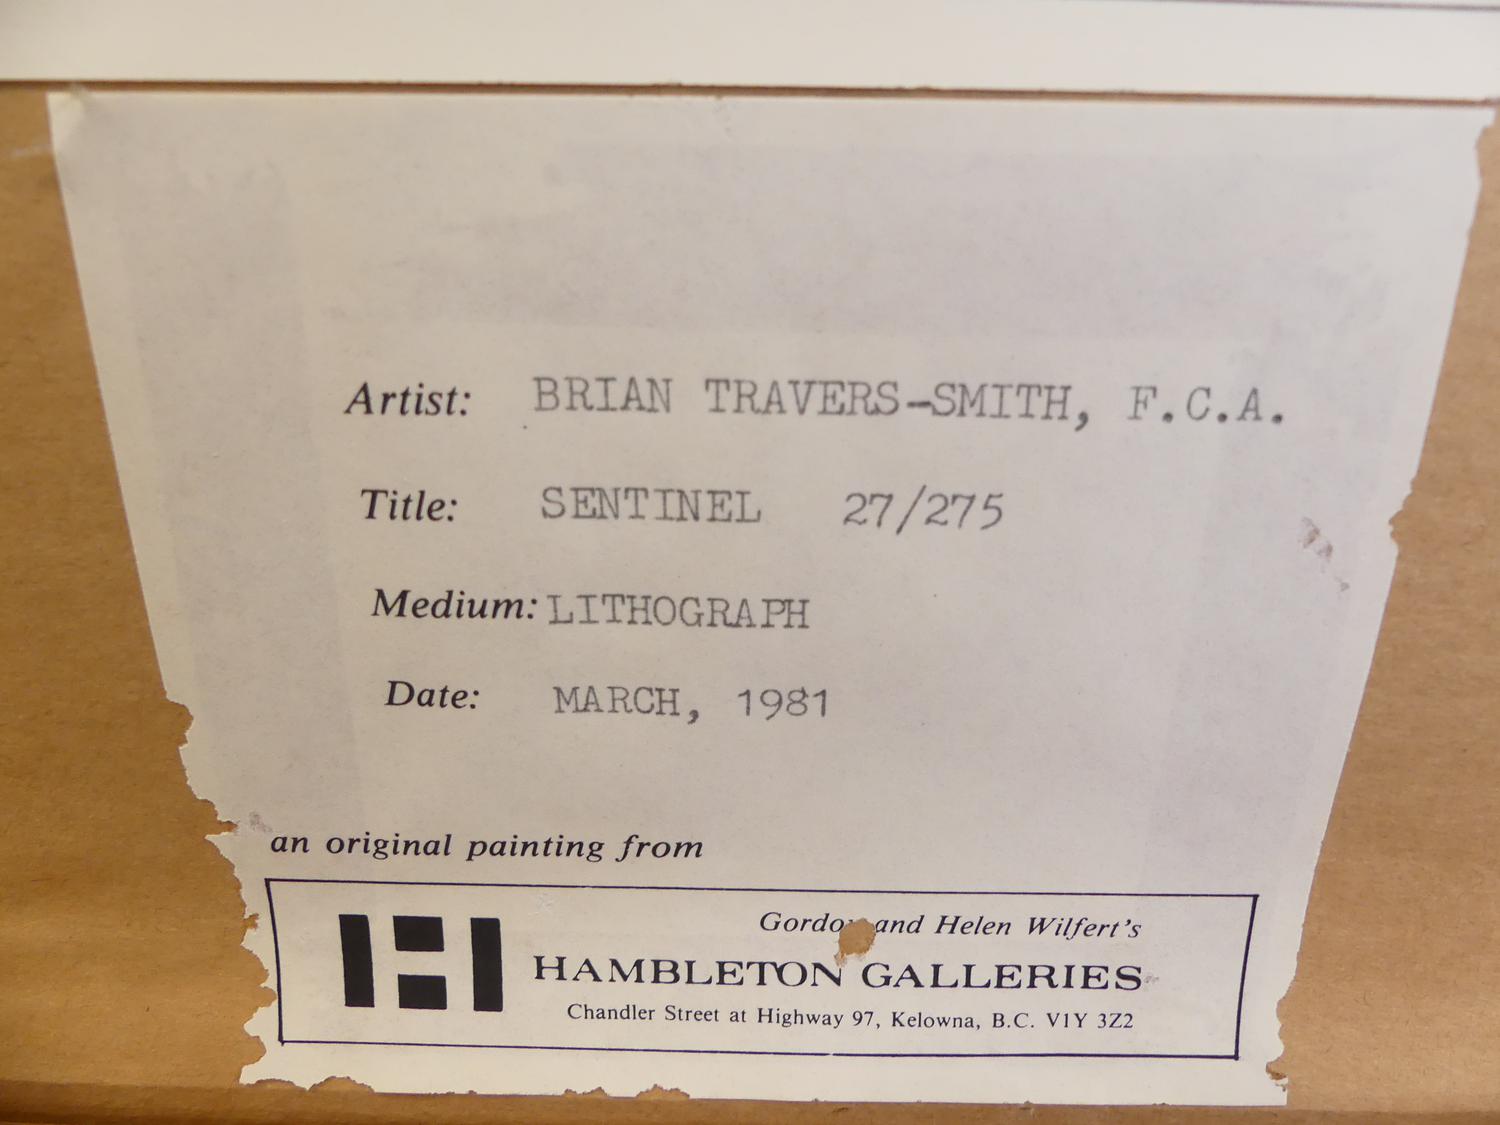 Artist: BRIAN TRAVERS-SMITH, F.C.A.
Title: SENTINEL 27/275
Medium: LITHOGRAPH
Date: MARCH, 1981
an original painting from
Gordon and Helen Wilfert's
HAMBLETON GALLERIES
Chandler Street at Highway 97, Kelowna, B.C. V1Y 3Z2